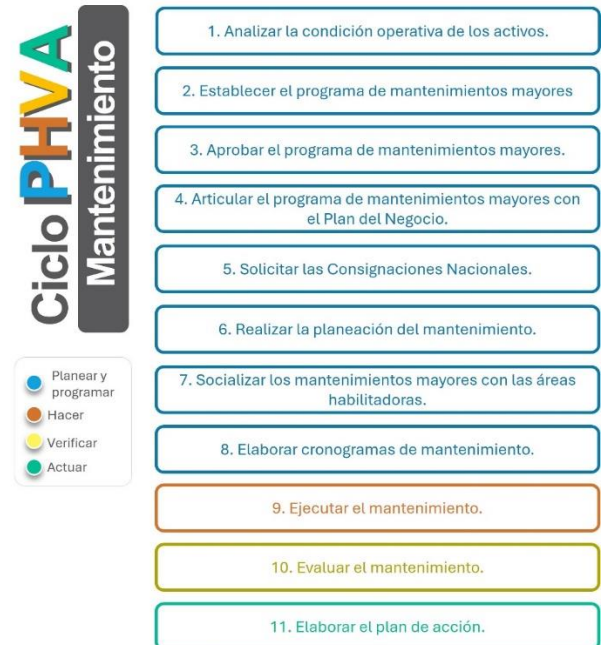 Ciclo PHVA
Mantenimiento
1. Analizar la condición operativa de los activos.
2. Establecer el programa de mantenimientos mayores
3. Aprobar el programa de mantenimientos mayores.
4. Articular el programa de mantenimientos mayores con
el Plan del Negocio.
5. Solicitar las Consignaciones Nacionales.
6. Realizar la planeación del mantenimiento.
7. Socializar los mantenimientos mayores con las áreas
habilitadoras.
8. Elaborar cronogramas de mantenimiento.
9. Ejecutar el mantenimiento.
10. Evaluar el mantenimiento.
11. Elaborar el plan de acción.
Planear y
programar
Hacer
Verificar
Actuar